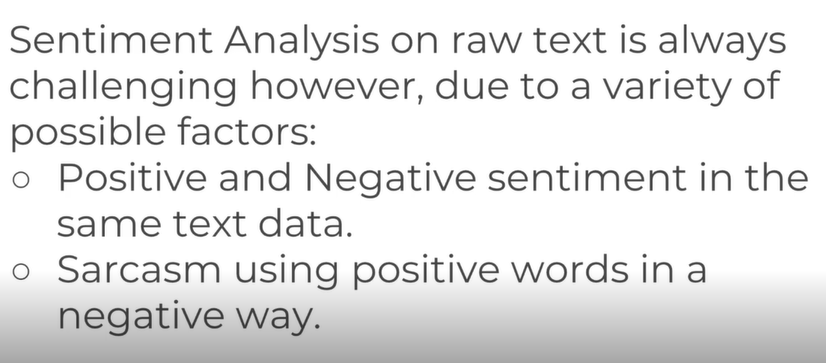 Sentiment Analysis on raw text is always
challenging however, due to a variety of
possible factors:
○ Positive and Negative sentiment in the
same text data.
○ Sarcasm using positive words in a
negative way.